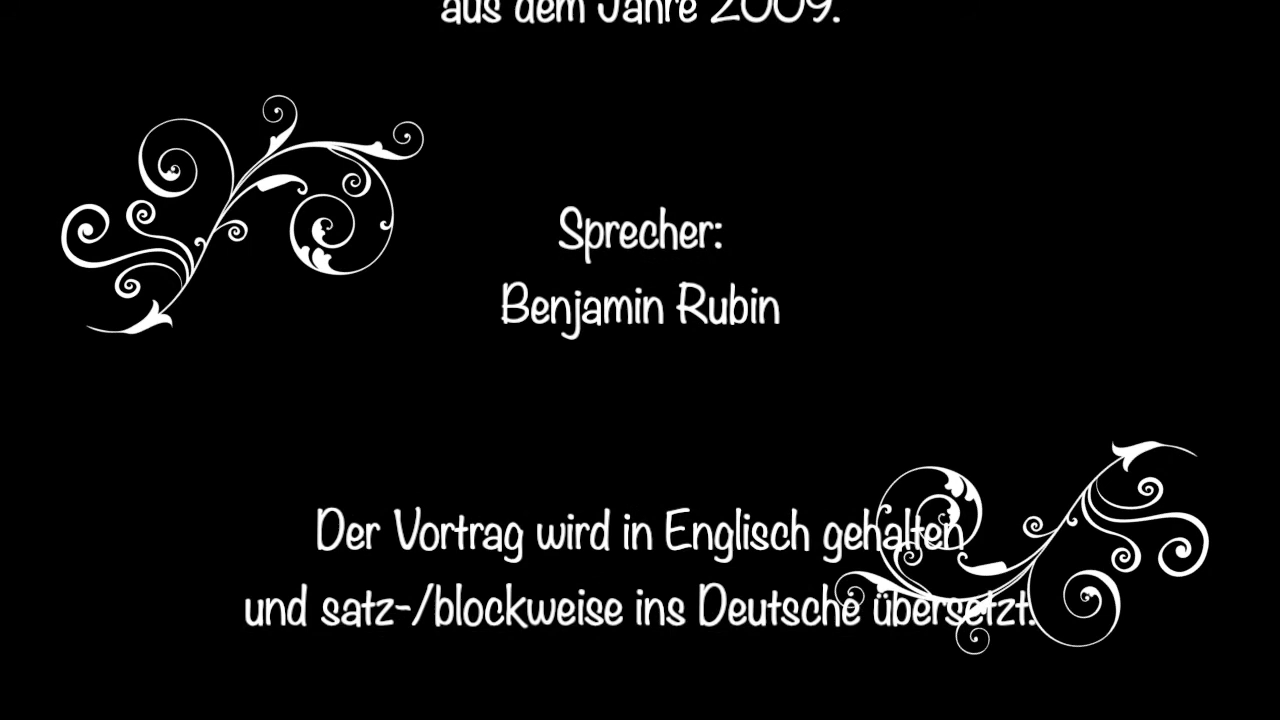 aus dem Jahre 2009.
Sprecher:
Benjamin Rubin
Der Vortrag wird in Englisch gehalten
und satz-/blockweise ins Deutsche übersetzt.